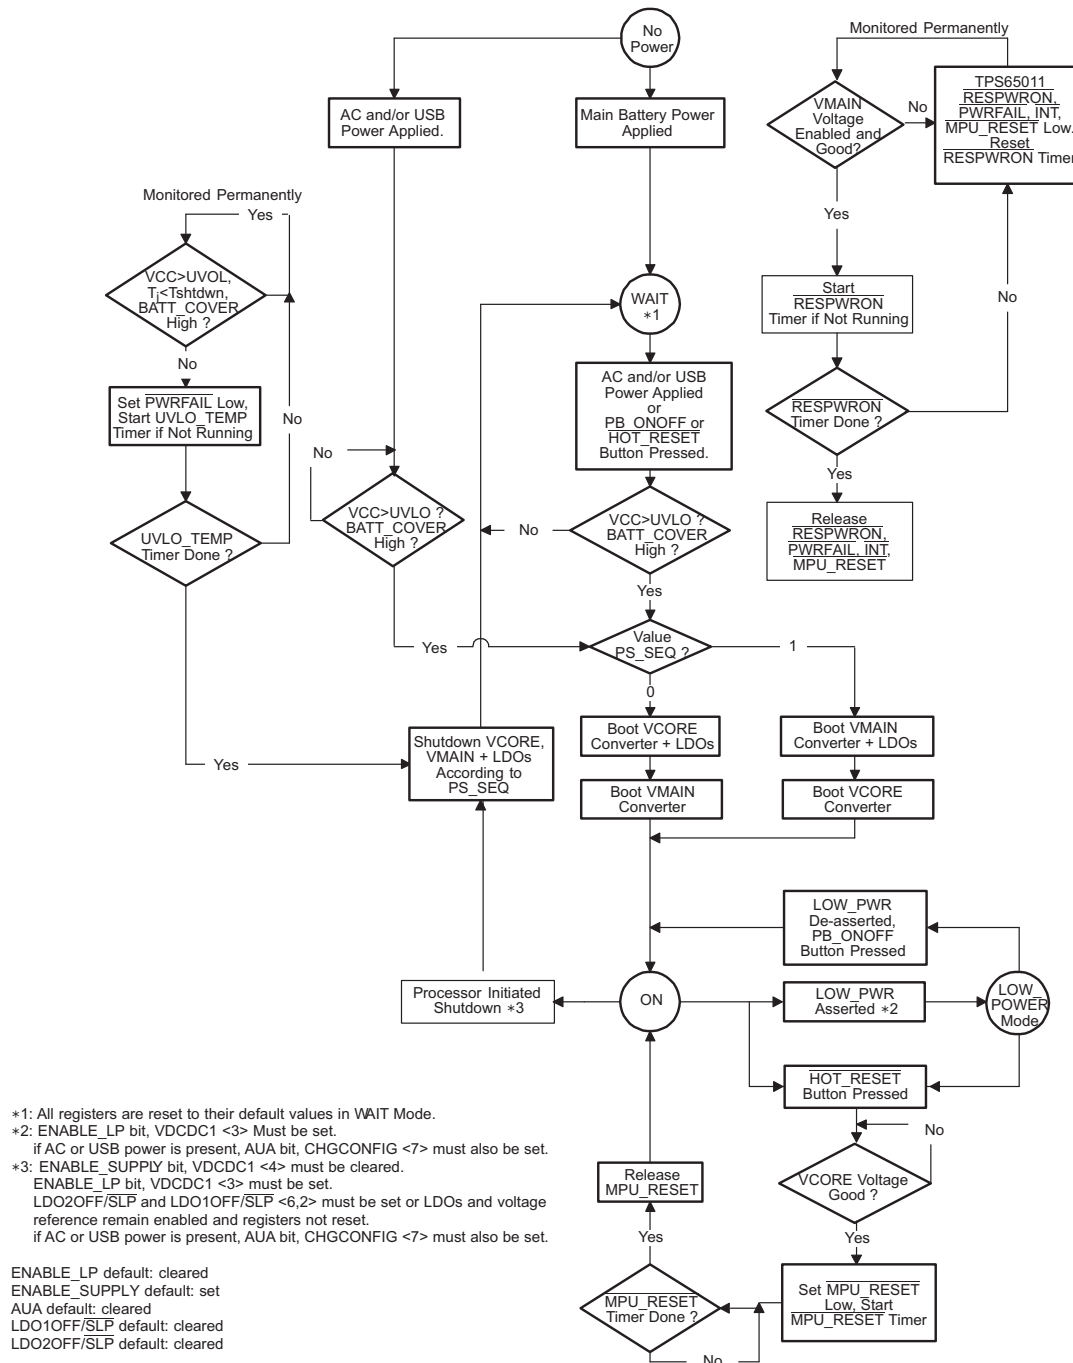 No
Power
Monitored Permanently
AC and/or USB
Power Applied.
Main Battery Power
Applied
VMAIN
Voltage
Enabled and
Good?
No
TPS65011
RESPWRON,
PWRFAIL, INT,
MPU_RESET Low.
Reset
RESPWRON Timer
Monitored Permanently
Yes
Yes
VCC>UVOL,
Tj<Tshtdwn,
BATT_COVER
High ?
WAIT
*1
Start
RESPWRON
Timer if Not Running
No
No
Set PWRFAIL Low,
Start UVLO_TEMP
Timer if Not Running
No
AC and/or USB
Power Applied
or
PB_ONOFF or
HOT_RESET
Button Pressed.
RESPWRON
Timer Done ?
No
Yes
VCC>UVLO ?
BATT_COVER
High ?
No
VCC>UVLO ?
BATT_COVER
High ?
Release
RESPWRON,
PWRFAIL, INT,
MPU_RESET
UVLO_TEMP
Timer Done ?
Yes
Yes
Value
PS_SEQ ?
1
0
Shutdown VCORE,
VMAIN + LDOs
According to
PS_SEQ
Yes
Boot VCORE
Converter + LDOs
Boot VMAIN
Converter + LDOs
Boot VMAIN
Converter
Boot VCORE
Converter
LOW_PWR
De-asserted,
PB_ONOFF
Button Pressed
Processor Initiated
Shutdown *3
ON
LOW_PWR
Asserted *2
LOW_
POWER
Mode
HOT_RESET
Button Pressed
No
VCORE Voltage
Good ?
Release
MPU_RESET
Yes
Yes
MPU_RESET
Timer Done ?
Set MPU_RESET
Low, Start
MPU_RESET Timer
No
*1: All registers are reset to their default values in WAIT Mode.
*2: ENABLE_LP bit, VDCDC1 <3> Must be set.
if AC or USB power is present, AUA bit, CHGCONFIG <7> must also be set.
*3: ENABLE_SUPPLY bit, VDCDC1 <4> must be cleared.
ENABLE_LP bit, VDCDC1 <3> must be set.
LDO2OFF/SLP and LDO1OFF/SLP <6,2> must be set or LDOs and voltage
reference remain enabled and registers not reset.
if AC or USB power is present, AUA bit, CHGCONFIG <7> must also be set.
ENABLE_LP default: cleared
ENABLE_SUPPLY default: set
AUA default: cleared
LDO1OFF/SLP default: cleared
LDO2OFF/SLP default: cleared